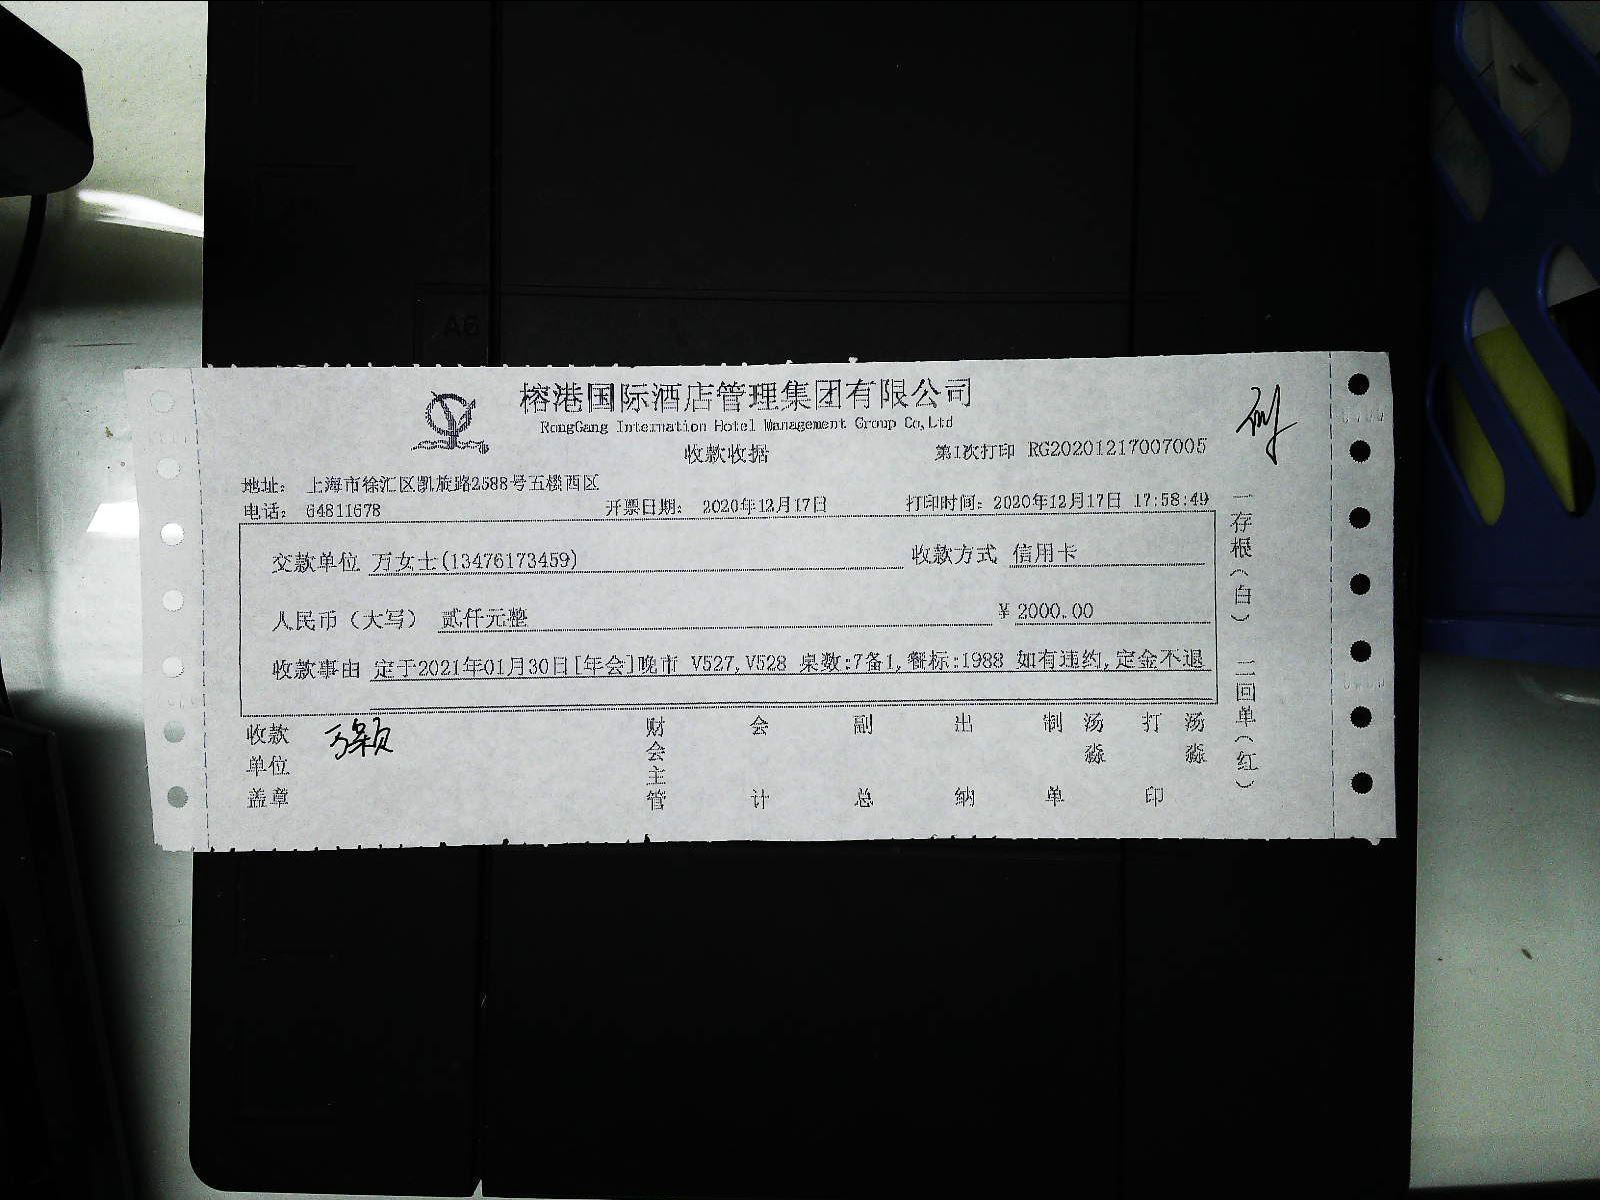 榕港国际酒店管理集团有限公司
RongGang Internation Hotel Management Group Co,Ltd
收款收据
第1次打印 RG20201217007005
地址： 上海市徐汇区凯旋路2588号五楼西区
电话： 64811678
开票日期： 2020年12月17日
打印时间：2020年12月17日 17:58:49
交款单位 万女士(13476173459)
收款方式 信用卡
人民币（大写） 贰仟元整
¥ 2000.00
收款事由 定于2021年01月30日[年会]晚市 V527,V528 桌数:7备1,餐标:1988 如有违约,定金不退
收款单位盖章
财会主管
会计
副总
出纳
制单 汤淼
打印 汤淼
一存根（白） 二回单（红）
A6